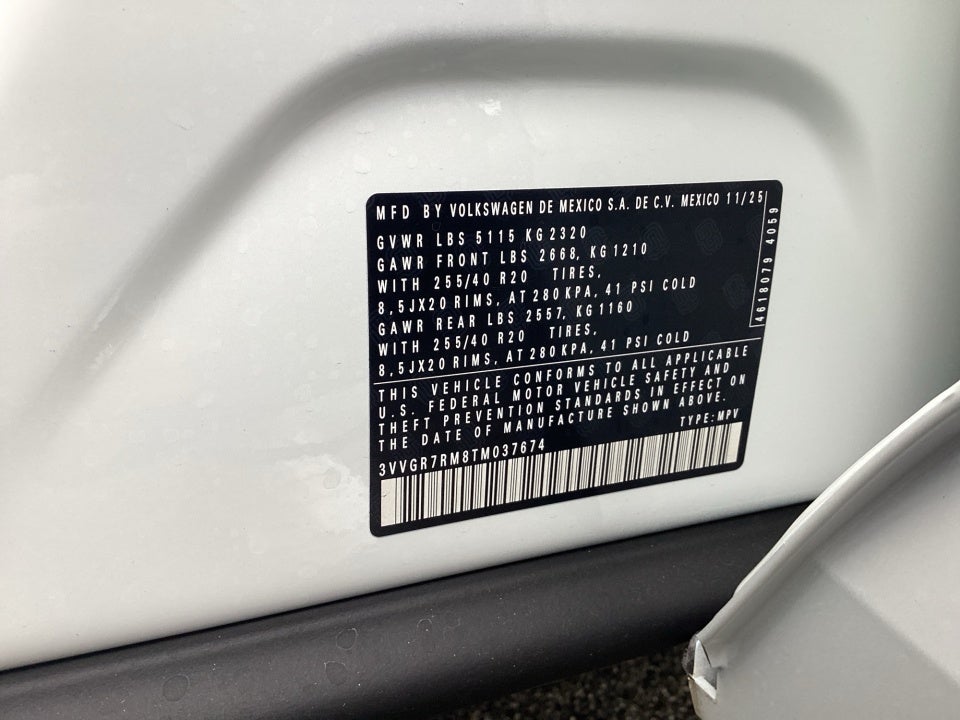 MFD BY VOLKSWAGEN DE MEXICO S.A. DE C.V. MEXICO 11/25
GVWR LBS 5115 KG 2320
GAWR FRONT LBS 2668, KG 1210
WITH 255/40 R20 TIRES,
8,5JX20 RIMS, AT 280 KPA, 41 PSI COLD
GAWR REAR LBS 2557, KG 1160
WITH 255/40 R20 TIRES,
8,5JX20 RIMS, AT 280 KPA, 41 PSI COLD
4618079 4059
THIS VEHICLE CONFORMS TO ALL APPLICABLE
U.S. FEDERAL MOTOR VEHICLE SAFETY AND
THEFT PREVENTION STANDARDS IN EFFECT ON
THE DATE OF MANUFACTURE SHOWN ABOVE.
TYPE: MPV
3VVGR7RM8TM037674